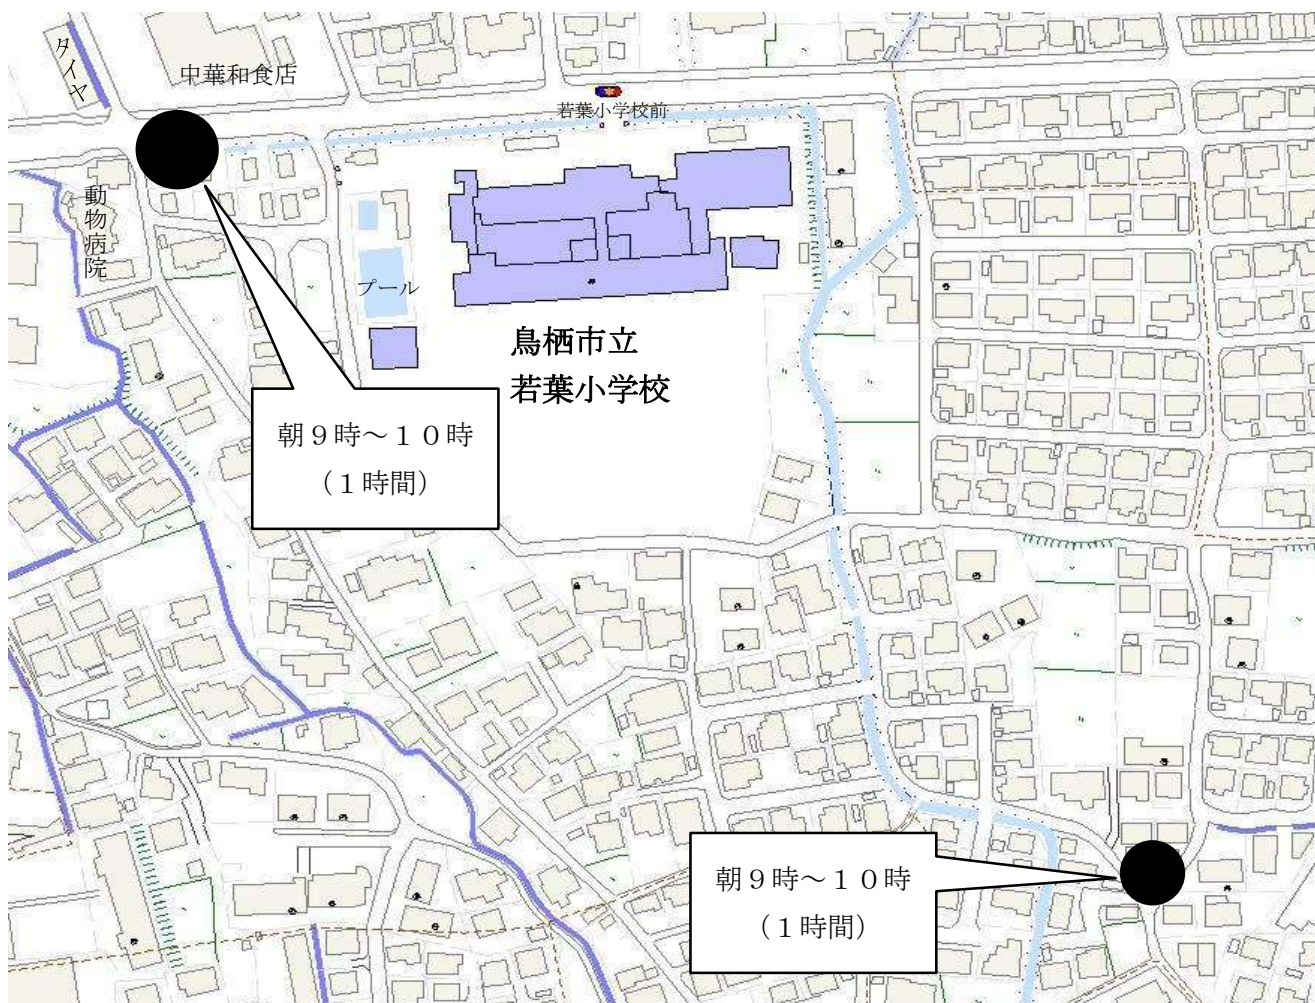 タイヤ
中華和食店
若葉小学校前
動物病院
プール
鳥栖市立
若葉小学校
朝９時～１０時
（１時間）
朝９時～１０時
（１時間）